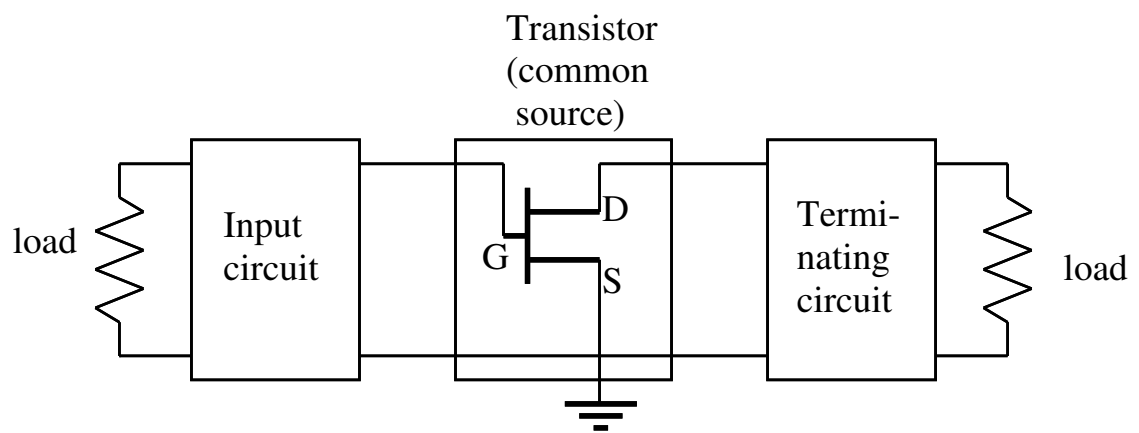 Transistor
(common
source)
load
Input
circuit
G
D
S
Termi-
nating
circuit
load